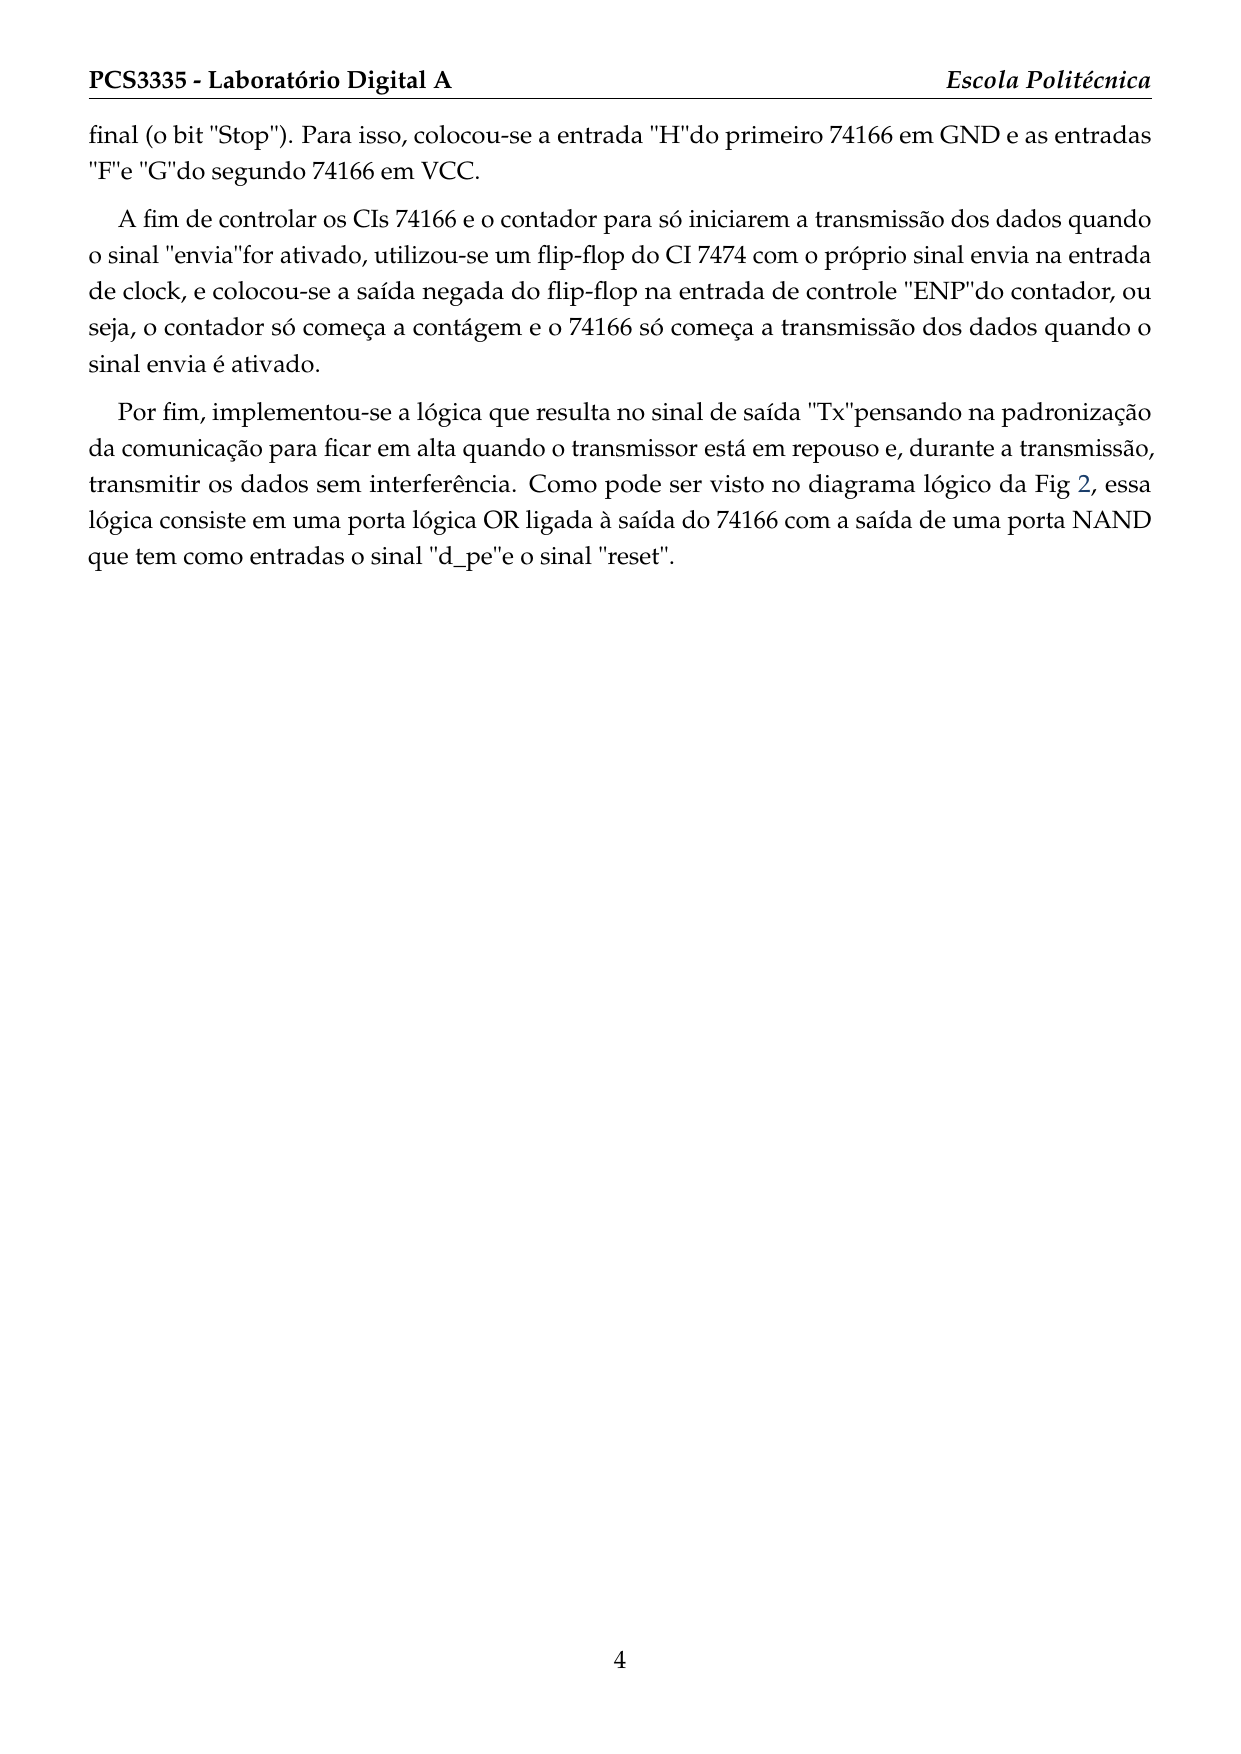 PCS3335 - Laboratório Digital A Escola Politécnica
final (o bit "Stop"). Para isso, colocou-se a entrada "H"do primeiro 74166 em GND e as entradas
"F"e "G"do segundo 74166 em VCC.
A fim de controlar os CIs 74166 e o contador para só iniciarem a transmissão dos dados quando
o sinal "envia"for ativado, utilizou-se um flip-flop do CI 7474 com o próprio sinal envia na entrada
de clock, e colocou-se a saída negada do flip-flop na entrada de controle "ENP"do contador, ou
seja, o contador só começa a contágem e o 74166 só começa a transmissão dos dados quando o
sinal envia é ativado.
Por fim, implementou-se a lógica que resulta no sinal de saída "Tx"pensando na padronização
da comunicação para ficar em alta quando o transmissor está em repouso e, durante a transmissão,
transmitir os dados sem interferência. Como pode ser visto no diagrama lógico da Fig 2, essa
lógica consiste em uma porta lógica OR ligada à saída do 74166 com a saída de uma porta NAND
que tem como entradas o sinal "d_pe"e o sinal "reset".
4